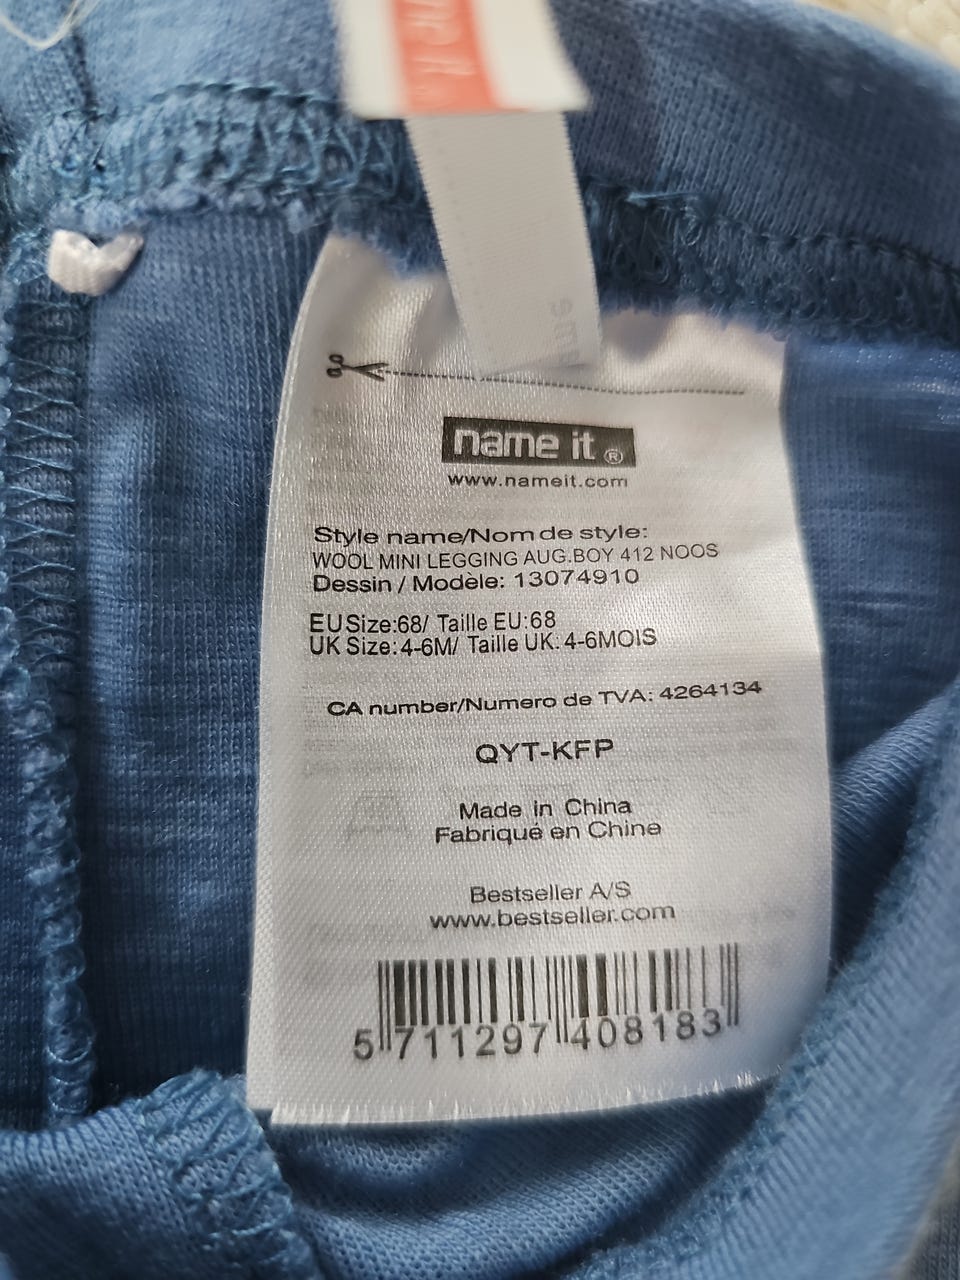 name it ®
www.nameit.com
Style name/Nom de style:
WOOL MINI LEGGING AUG.BOY 412 NOOS
Dessin / Modèle: 13074910
EU Size:68/ Taille EU:68
UK Size:4-6M/ Taille UK: 4-6MOIS
CA number/Numero de TVA: 4264134
QYT-KFP
Made in China
Fabriqué en Chine
Bestseller A/S
www.bestseller.com
5 711297 408183